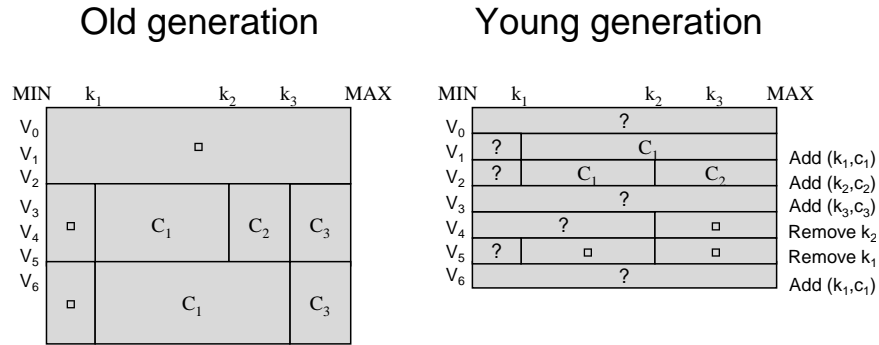 Old generation Young generation
MIN k₁ k₂ k₃ MAX
V₀
V₁
V₂
V₃
V₄
V₅
V₆
□
□ C₁ C₂ C₃
□ C₁ C₃
MIN k₁ k₂ k₃ MAX
V₀ ?
V₁ ? C₁ Add (k₁,c₁)
V₂ ? C₁ C₂ Add (k₂,c₂)
V₃ ? Add (k₃,c₃)
V₄ ? □ Remove k₂
V₅ ? □ □ Remove k₁
V₆ ? Add (k₁,c₁)